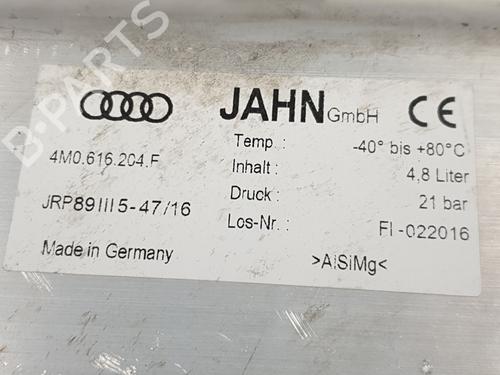 B-PARTS
JAHN GmbH CE
4M0.616.204.F
Temp.: -40° bis +80°C
Inhalt: 4,8 Liter
JRP89III5-47/16
Druck: 21 bar
Los-Nr.: FI-022016
Made in Germany
>AlSiMg<